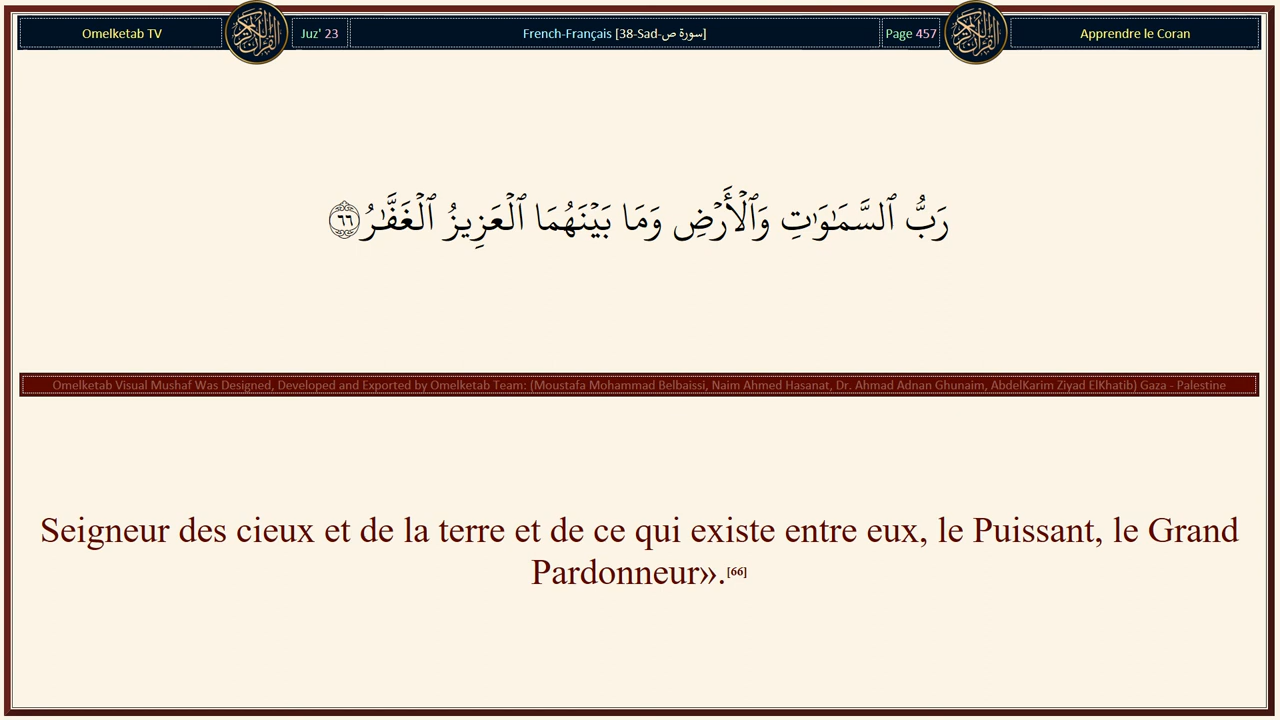 Omelketab TV
Juz' 23
French-Français [38-Sad-سورة ص]
Page 457
Apprendre le Coran
رَبُّ ٱلسَّمَـٰوَٰتِ وَٱلْأَرْضِ وَمَا بَيْنَهُمَا ٱلْعَزِيزُ ٱلْغَفَّـٰرُ ٦٦
Omelketab Visual Mushaf Was Designed, Developed and Exported by Omelketab Team: (Moustafa Mohammad Belbaissi, Naim Ahmed Hasanat, Dr. Ahmad Adnan Ghunaim, AbdelKarim Ziyad ElKhatib) Gaza - Palestine
Seigneur des cieux et de la terre et de ce qui existe entre eux, le Puissant, le Grand
Pardonneur».[66]